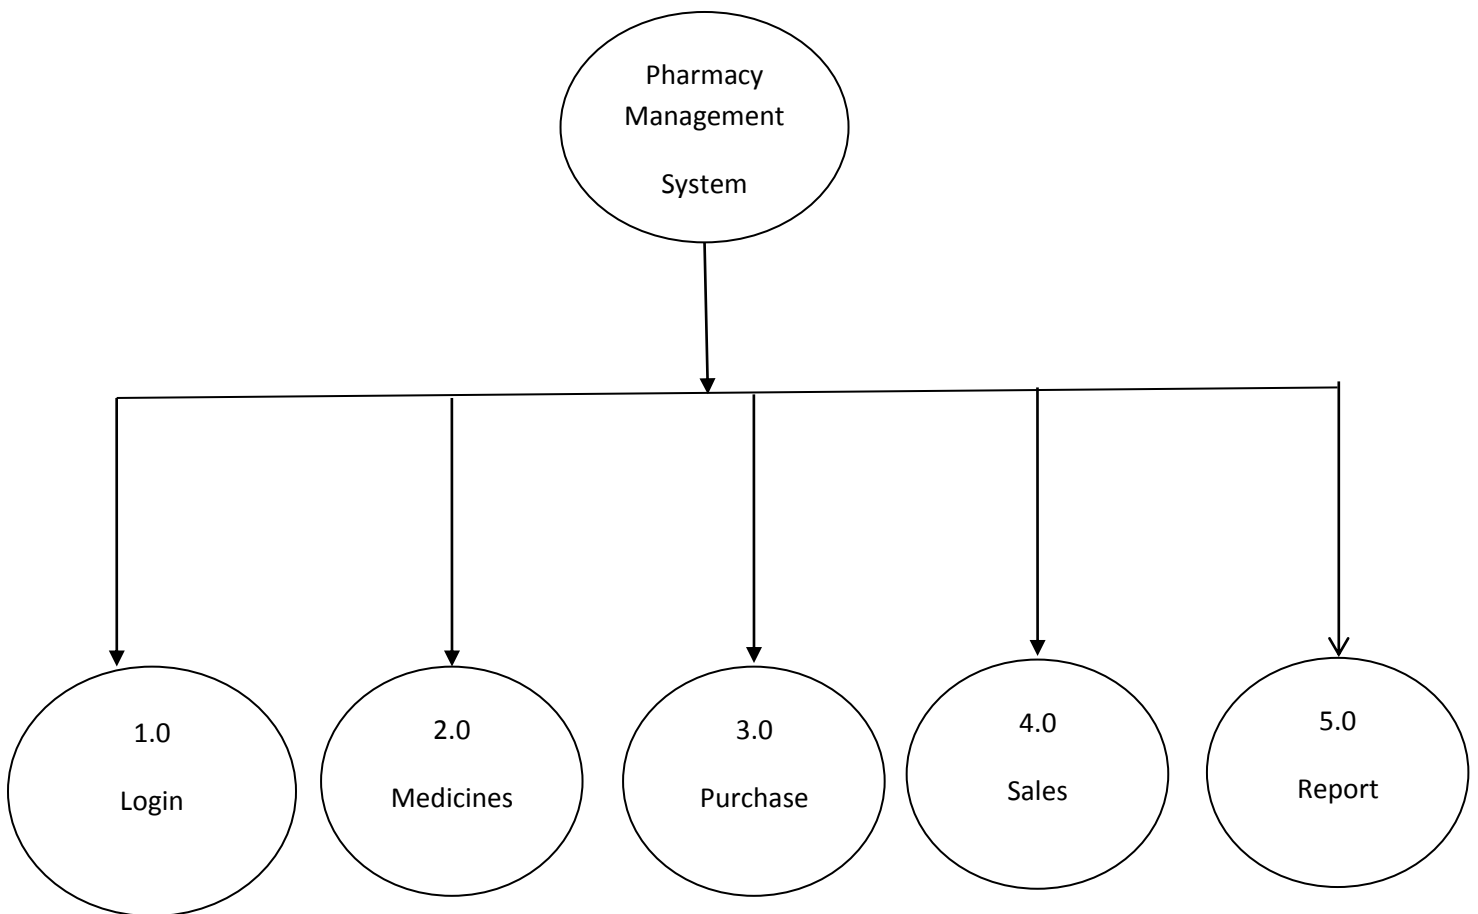 Pharmacy
Management
System
1.0
Login
2.0
Medicines
3.0
Purchase
4.0
Sales
5.0
Report